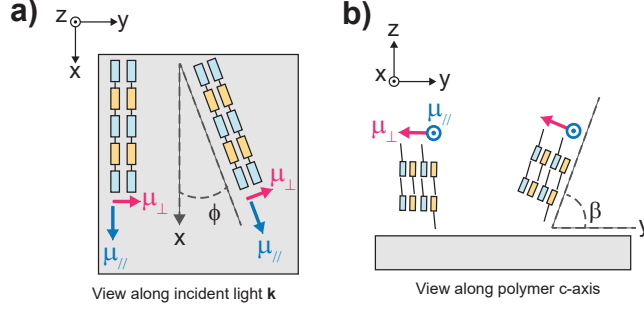 a)
z
y
x
μ⊥
μ//
x
ϕ
μ⊥
μ//
View along incident light k
b)
z
x
y
μ⊥
μ//
β
y
View along polymer c-axis